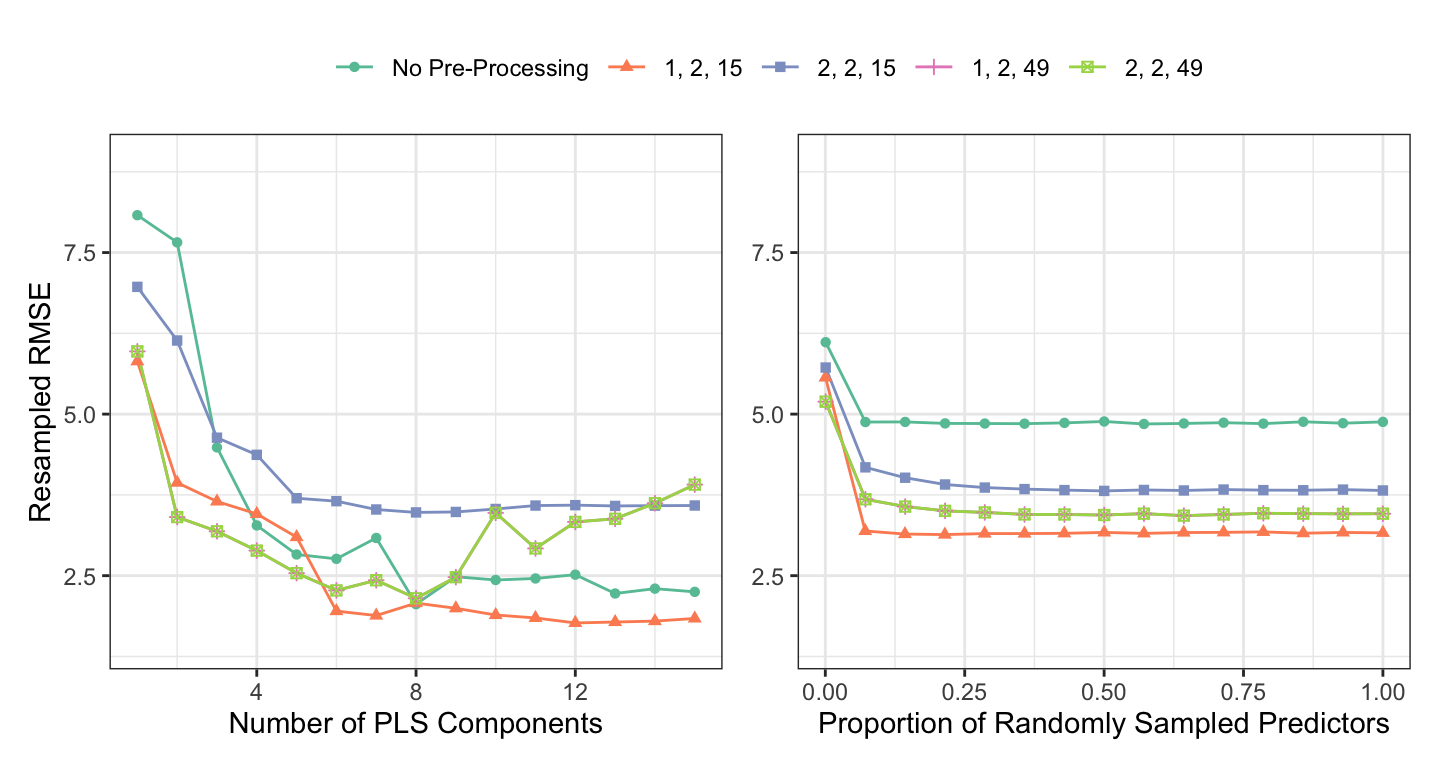 No Pre-Processing 1, 2, 15 2, 2, 15 1, 2, 49 2, 2, 49
Resampled RMSE
7.5
5.0
2.5
4 8 12
Number of PLS Components
7.5
5.0
2.5
0.00 0.25 0.50 0.75 1.00
Proportion of Randomly Sampled Predictors